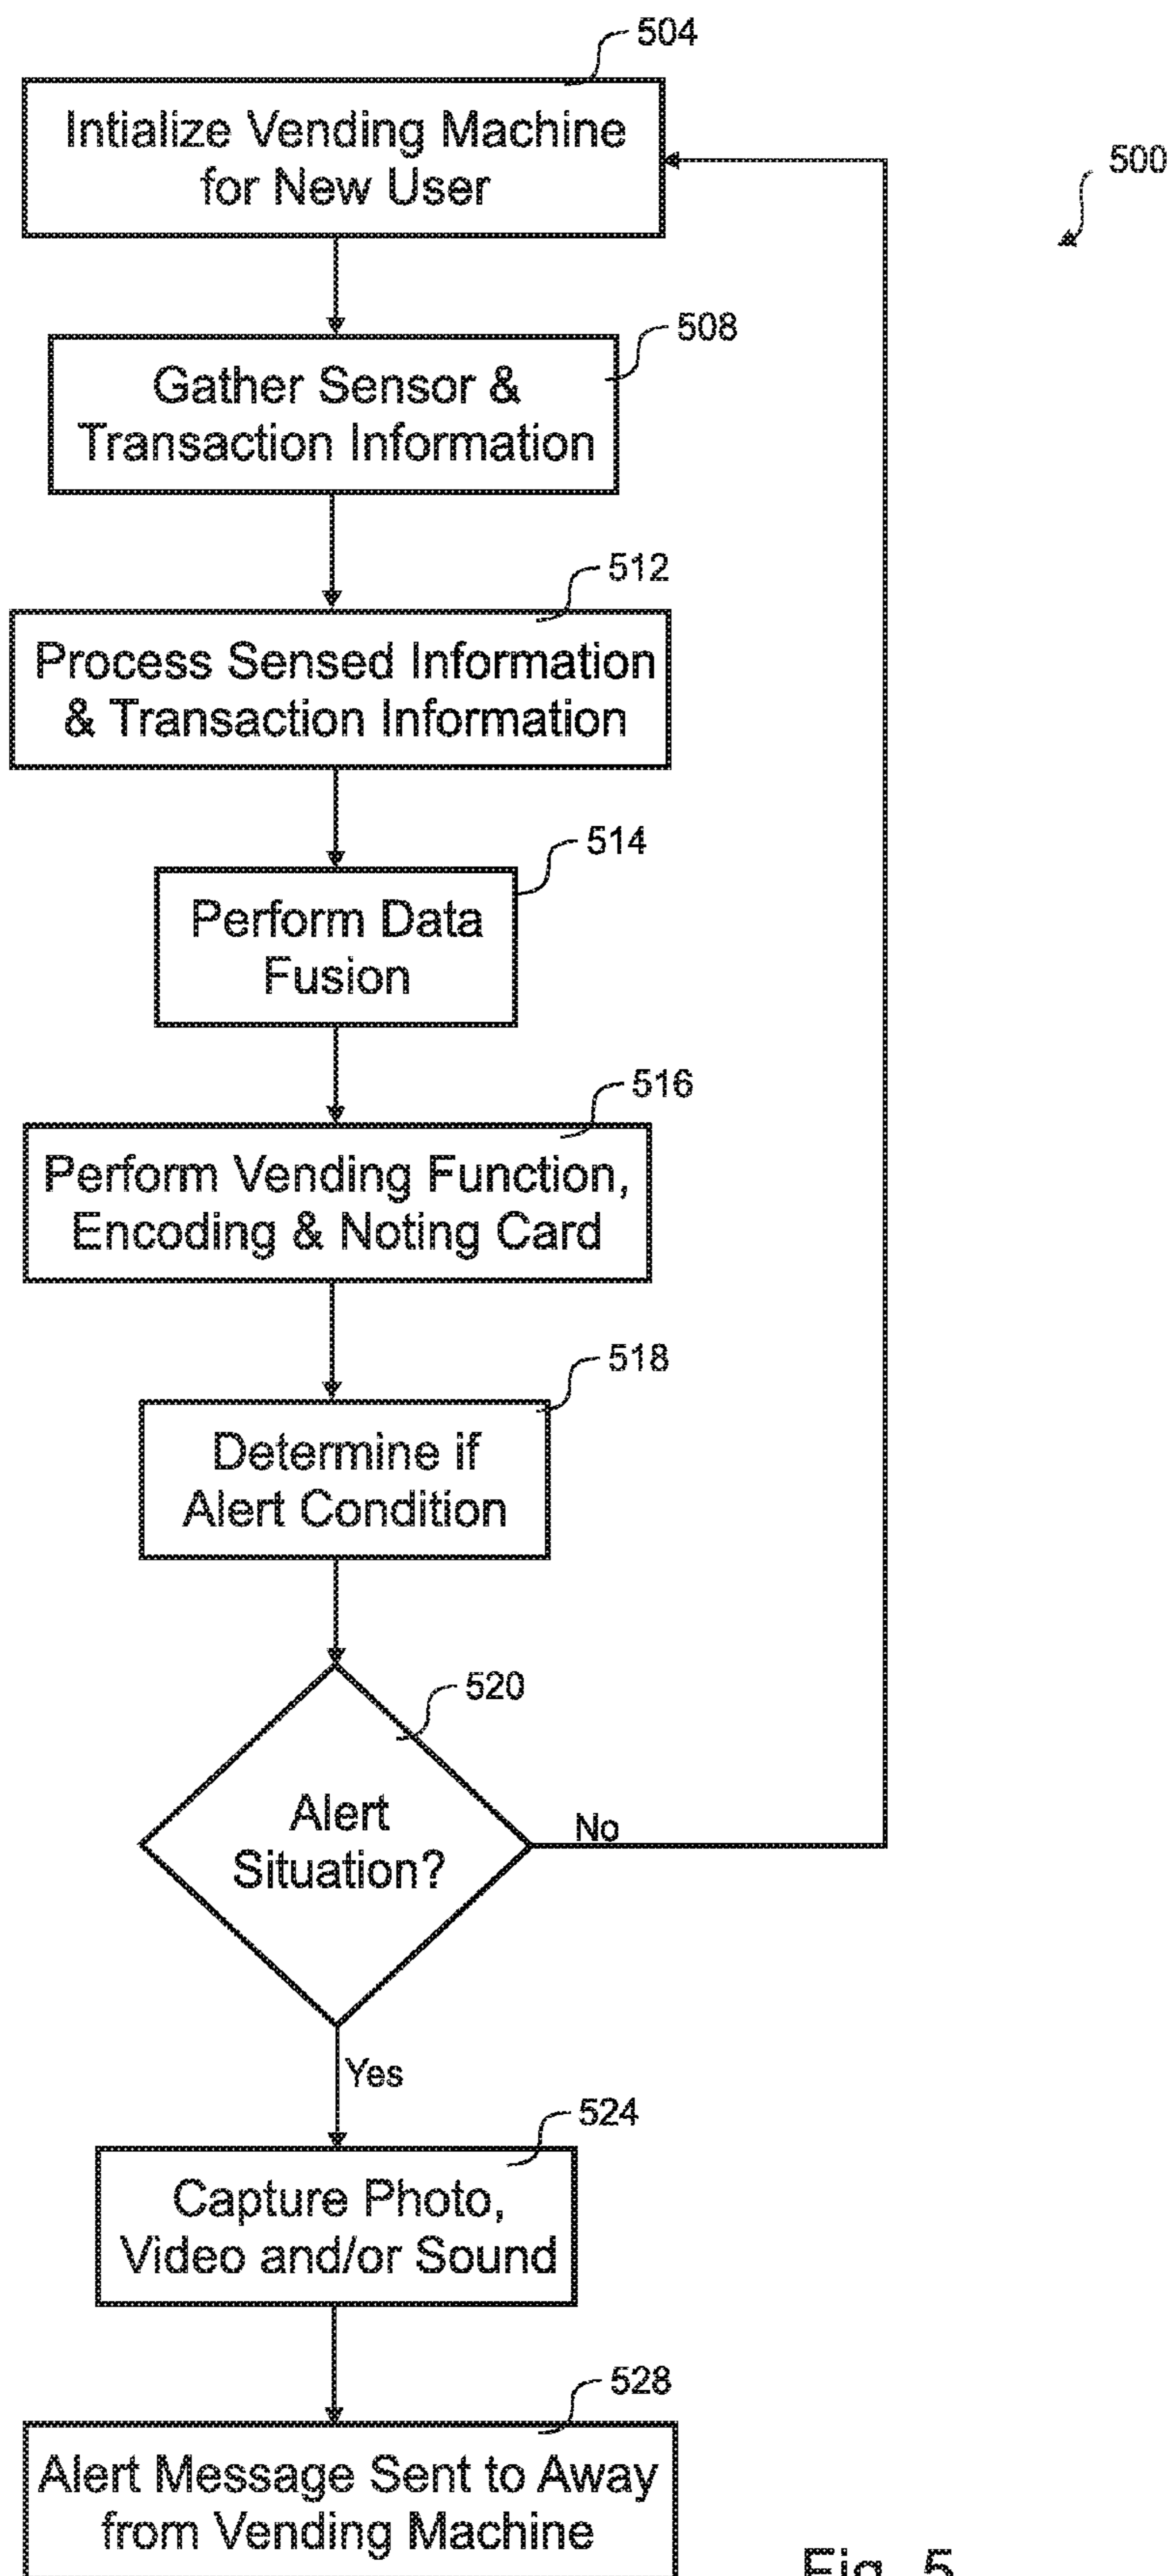 504
Intialize Vending Machine
for New User
500
508
Gather Sensor &
Transaction Information
512
Process Sensed Information
& Transaction Information
514
Perform Data
Fusion
516
Perform Vending Function,
Encoding & Noting Card
518
Determine if
Alert Condition
520
Alert
Situation?
No
Yes
524
Capture Photo,
Video and/or Sound
528
Alert Message Sent to Away
from Vending Machine
Fig. 5